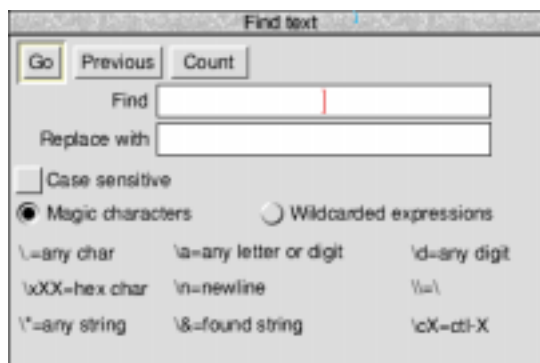 Find text
Go Previous Count
Find
Replace with
Case sensitive
Magic characters Wildcarded expressions
\.=any char \a=any letter or digit \d=any digit
\xXX=hex char \n=newline \\=\
\*=any string \&=found string \cX=ctl-X